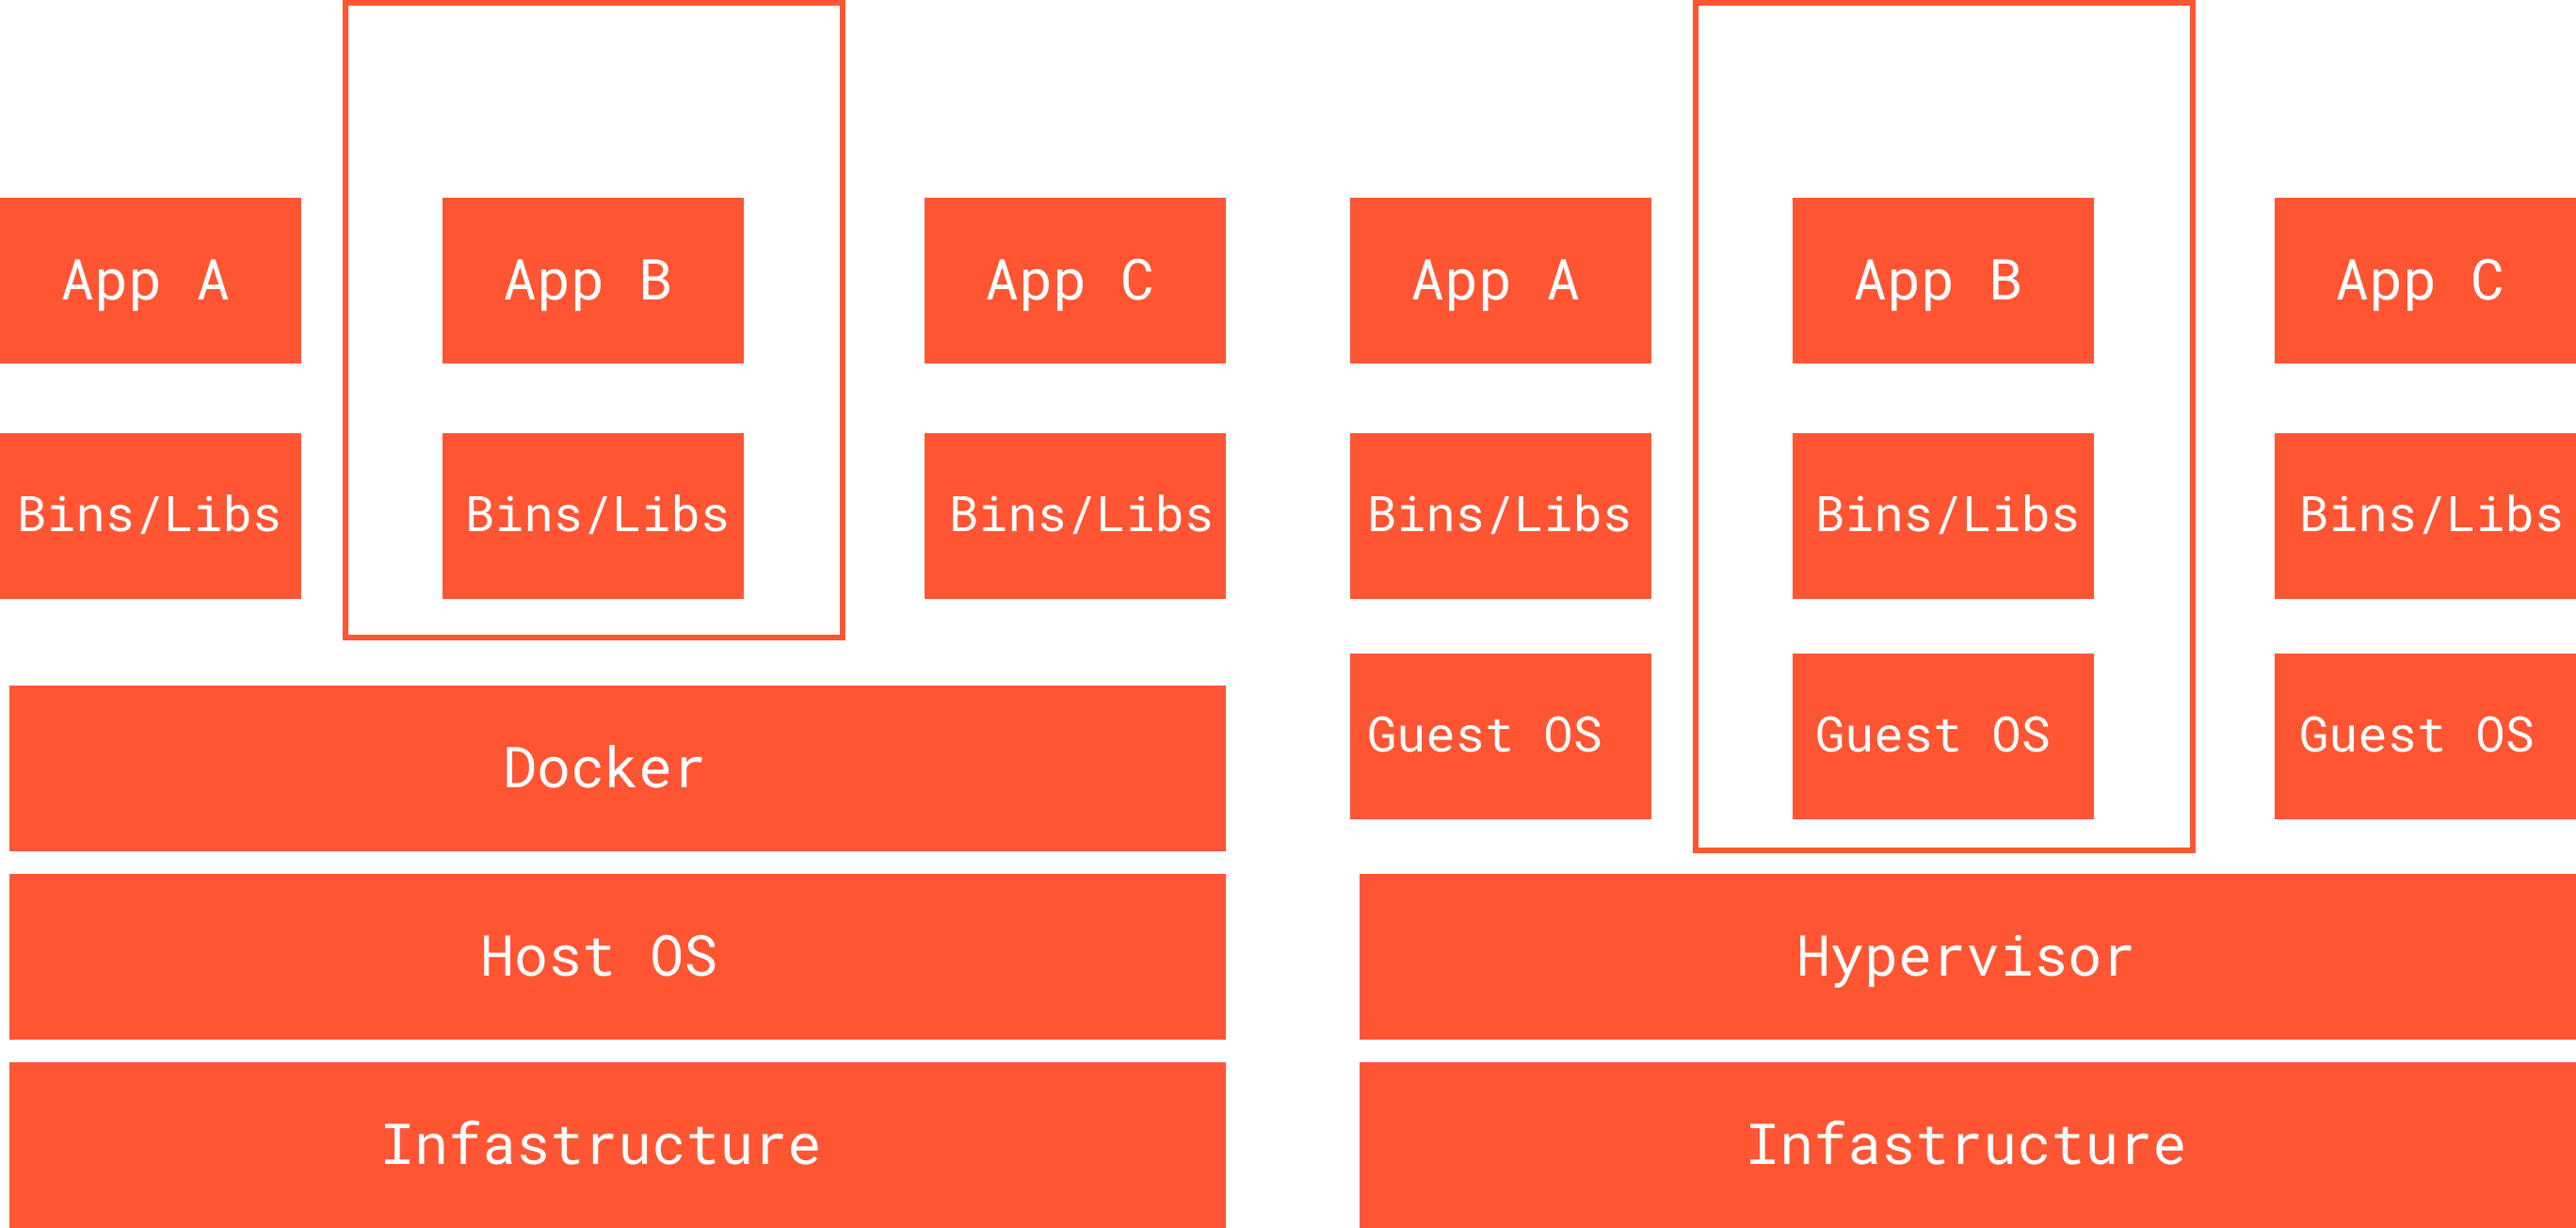 App A
App B
App C
Bins/Libs
Bins/Libs
Bins/Libs
Docker
Host OS
Infastructure
App A
App B
App C
Bins/Libs
Bins/Libs
Bins/Libs
Guest OS
Guest OS
Guest OS
Hypervisor
Infastructure